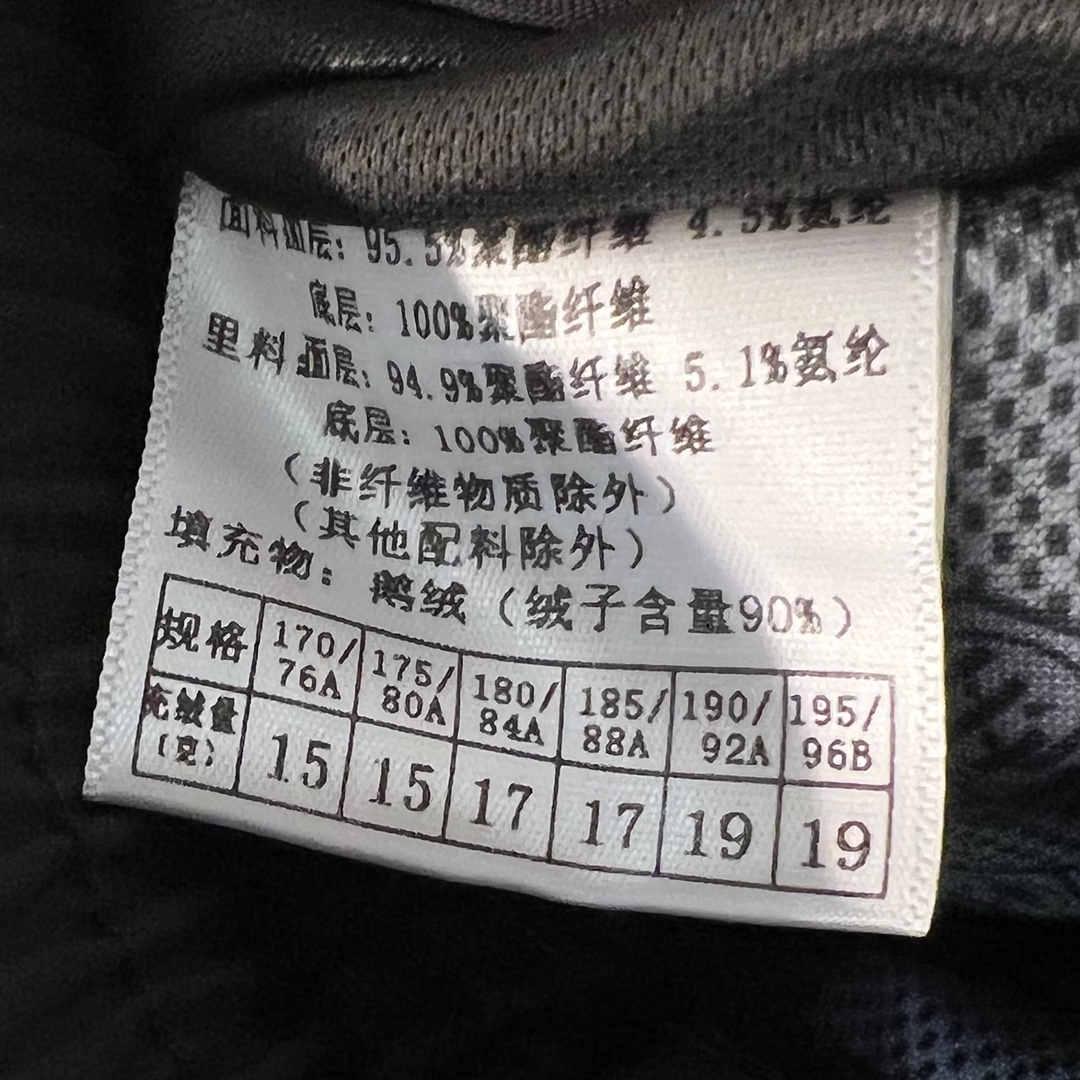 面料面层: 95.5%聚酯纤维 4.5%氨纶
底层: 100%聚酯纤维
里料面层: 94.9%聚酯纤维 5.1%氨纶
底层: 100%聚酯纤维
(非纤维物质除外)
(其他配料除外)
填充物: 鹅绒 (绒子含量90%)
规格 170/76A 175/80A 180/84A 185/88A 190/92A 195/96B
充绒量(克) 15 15 17 17 19 19